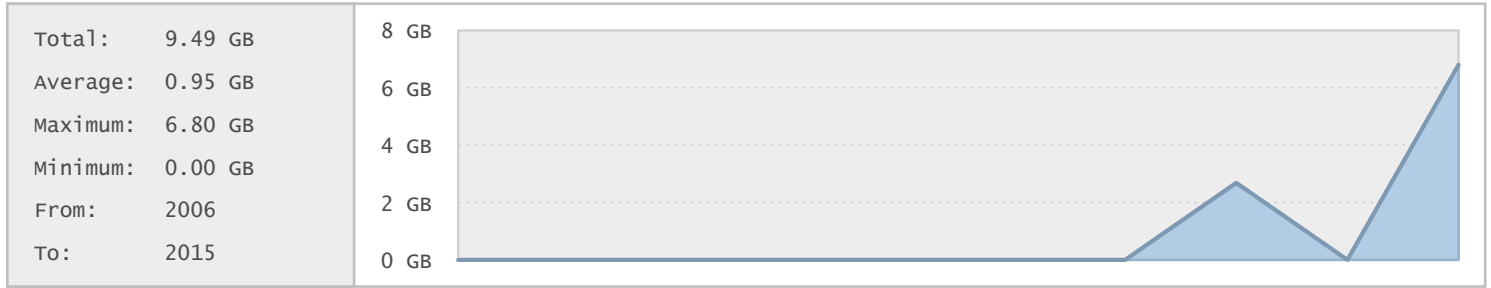 Total: 9.49 GB
Average: 0.95 GB
Maximum: 6.80 GB
Minimum: 0.00 GB
From: 2006
To: 2015
8 GB
6 GB
4 GB
2 GB
0 GB